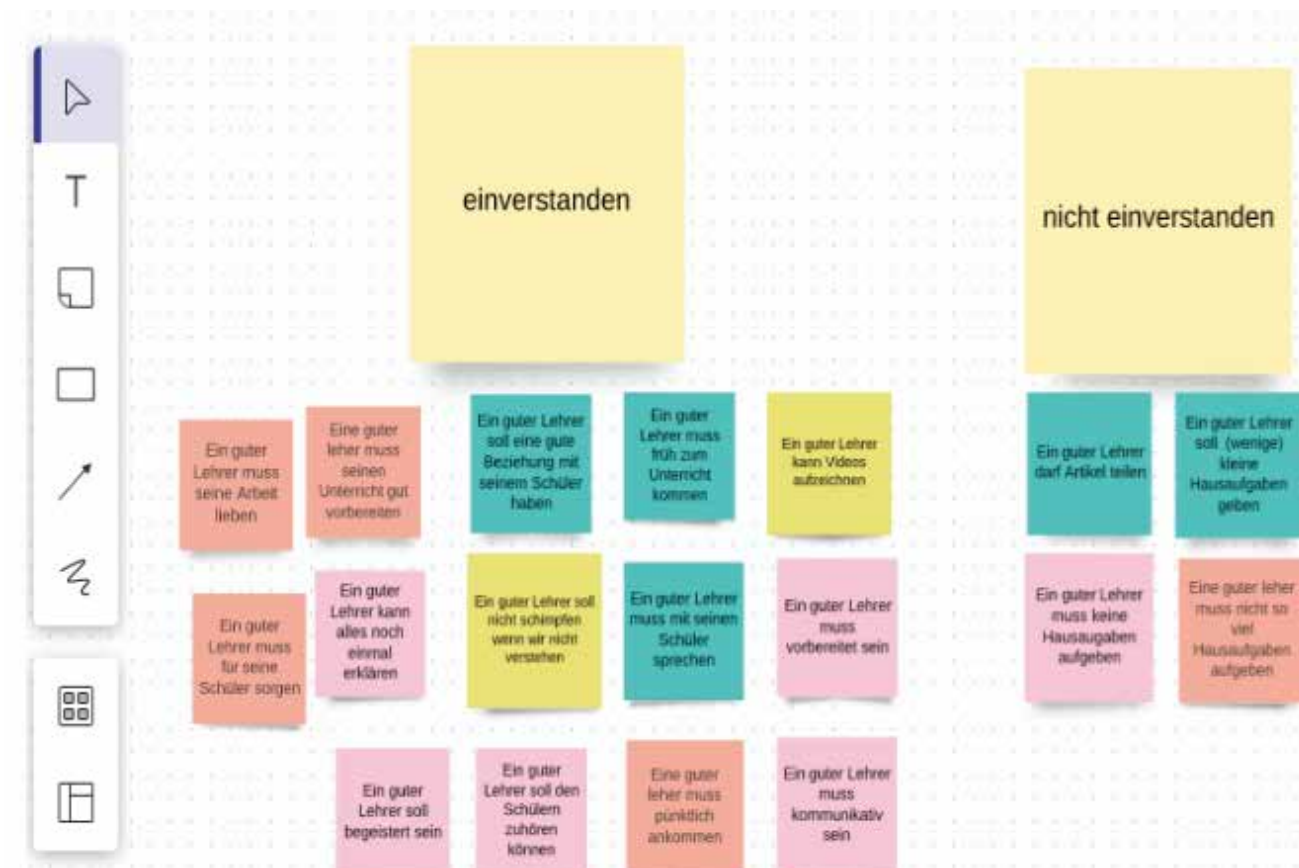 einverstanden
nicht einverstanden
Ein guter
Lehrer muss
seine Arbeit
lieben
Eine guter
leher muss
seinen
Unterricht gut
vorbereiten
Ein guter Lehrer
soll eine gute
Beziehung mit
seinem Schüler
haben
Ein guter
Lehrer muss
früh zum
Unterricht
kommen
Ein guter Lehrer
kann Videos
aufzeichnen
Ein guter Lehrer
darf Artikel teilen
Ein guter Lehrer
soll (wenige)
kleine
Hausaufgaben
geben
Ein guter
Lehrer muss
für seine
Schüler sorgen
Ein guter
Lehrer kann
alles noch
einmal
erklären
Ein guter Lehrer soll
nicht schimpfen
wenn wir nicht
verstehen
Ein guter Lehrer
muss mit seinen
Schüler
sprechen
Ein guter Lehrer
muss
vorbereitet sein
Ein guter Lehrer
muss keine
Hausaugaben
aufgeben
Eine guter leher
muss nicht so
viel
Hausaufgaben
aufgeben
Ein guter
Lehrer soll
begeistert sein
Ein guter
Lehrer soll den
Schülern
zuhören
können
Eine guter
leher muss
pünktlich
ankommen
Ein guter Lehrer
muss
kommunikativ
sein